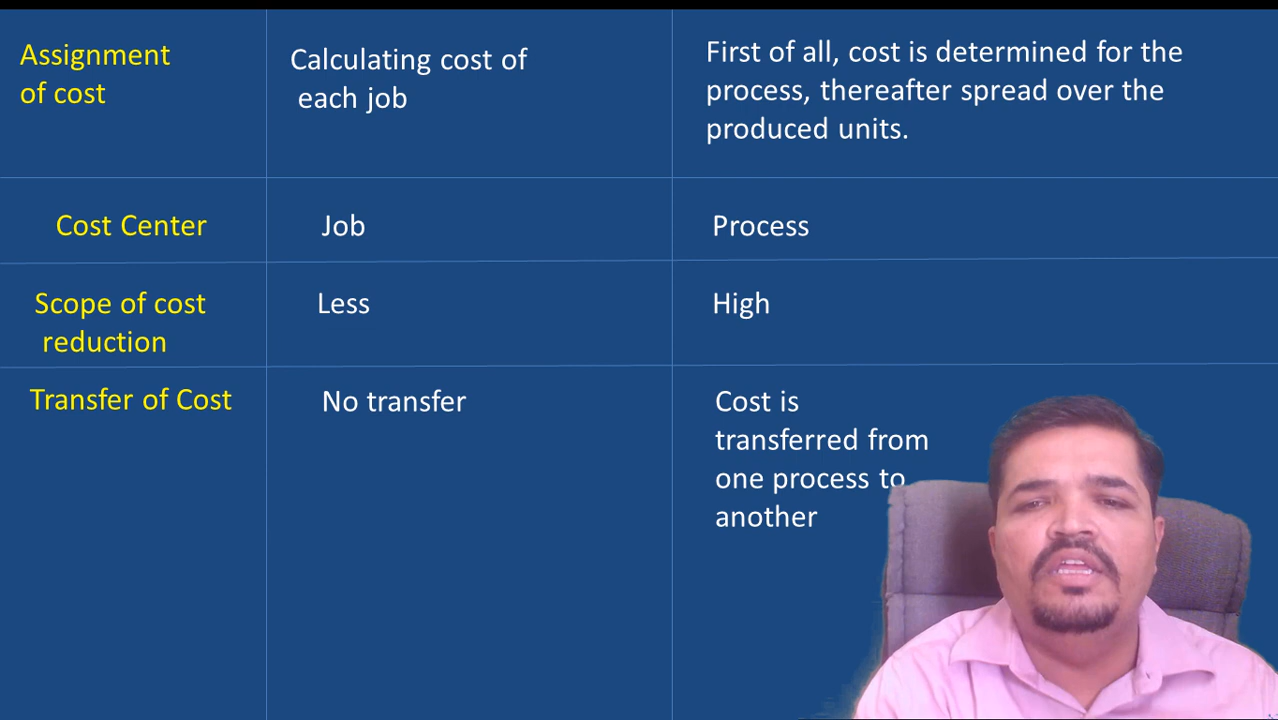 Assignment
of cost
Calculating cost of
each job
First of all, cost is determined for the
process, thereafter spread over the
produced units.
Cost Center
Job
Process
Scope of cost
reduction
Less
High
Transfer of Cost
No transfer
Cost is
transferred from
one process to
another